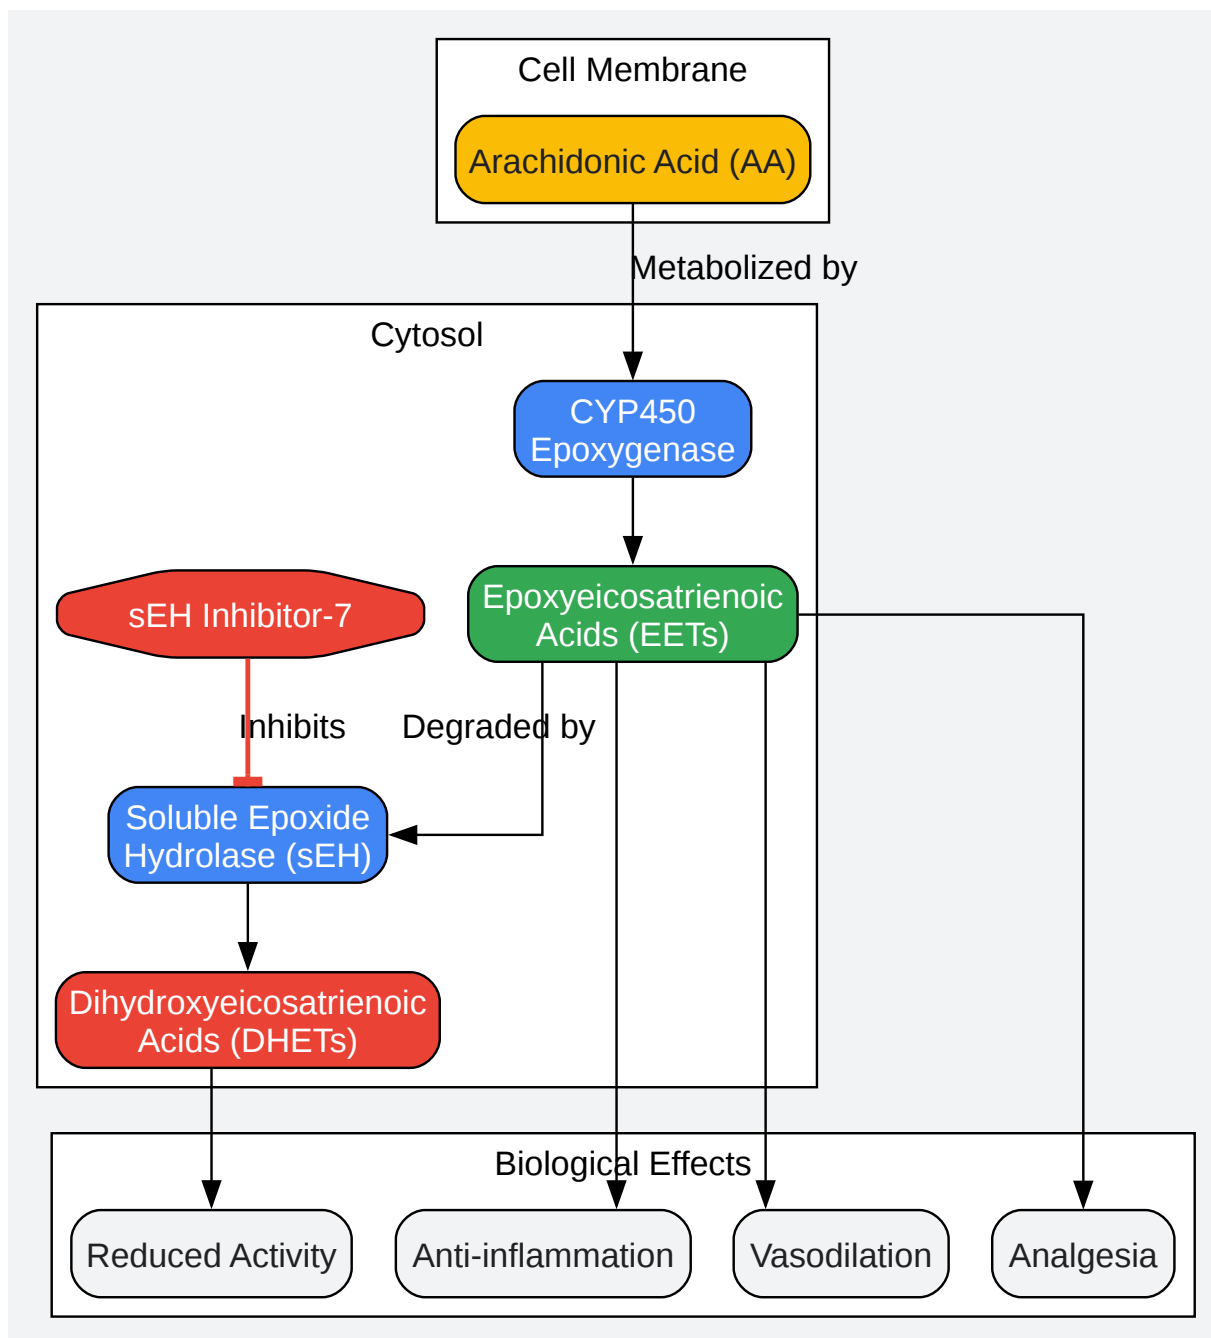 Cell Membrane
Arachidonic Acid (AA)
Metabolized by
Cytosol
CYP450
Epoxygenase
sEH Inhibitor-7
Epoxyeicosatrienoic
Acids (EETs)
Inhibits
Degraded by
Soluble Epoxide
Hydrolase (sEH)
Dihydroxyeicosatrienoic
Acids (DHETs)
Biological Effects
Reduced Activity
Anti-inflammation
Vasodilation
Analgesia